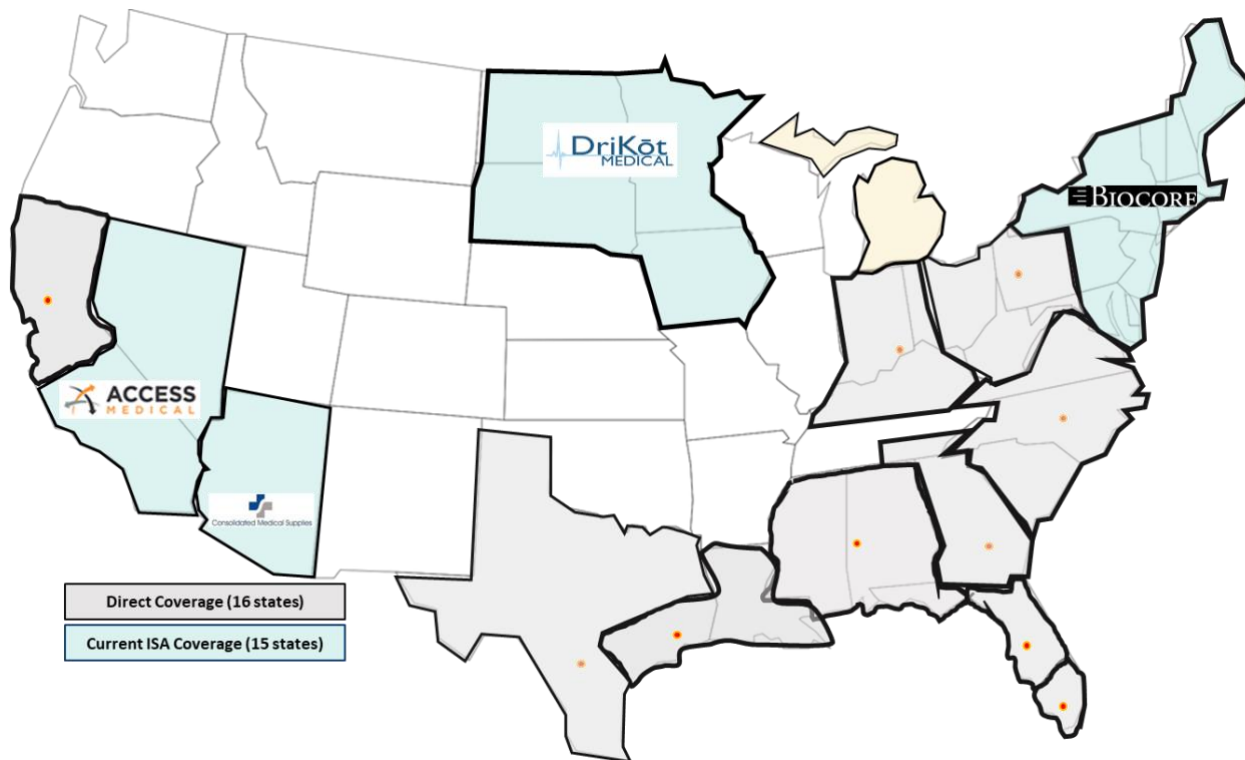 DriKōt
MEDICAL
BIOCORE
ACCESS
MEDICAL
Consolidated Medical Supplies
Direct Coverage (16 states)
Current ISA Coverage (15 states)